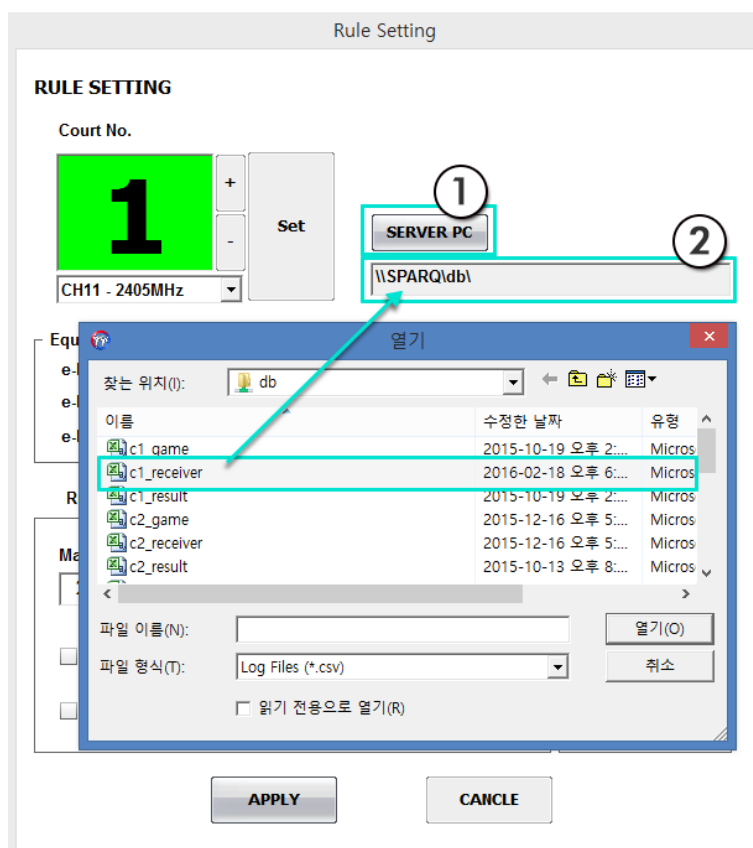 Rule Setting
RULE SETTING
Court No.
1
+
-
Set
CH11 - 2405MHz
1
SERVER PC
2
\\SPARQ\db\
Equ
e-
e-
e-
열기
찾는 위치(I):
db
이름
수정한 날짜
유형
c1_game
2015-10-19 오후 2:...
Micros
c1_receiver
2016-02-18 오후 6:...
Micros
c1_result
2015-10-19 오후 2:...
Micros
c2_game
2015-12-16 오후 5:...
Micros
c2_receiver
2015-12-16 오후 5:...
Micros
c2_result
2015-10-13 오후 8:...
Micros
R
Ma
파일 이름(N):
열기(O)
파일 형식(T):
Log Files (*.csv)
취소
읽기 전용으로 열기(R)
APPLY
CANCLE